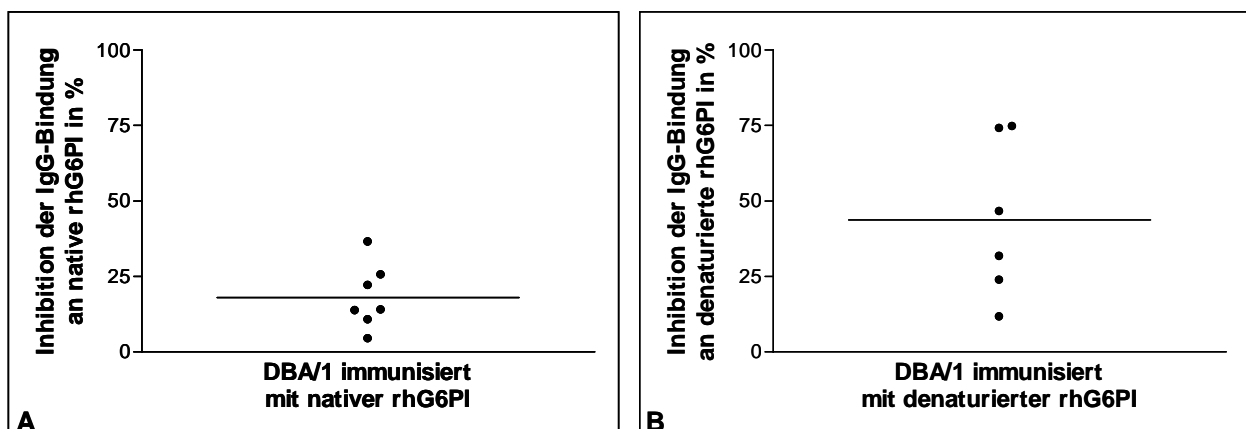 Inhibition der IgG-Bindung
an native rhG6PI in %
100
75
50
25
0
DBA/1 immunisiert
mit nativer rhG6PI
A
Inhibition der IgG-Bindung
an denaturierte rhG6PI in %
100
75
50
25
0
DBA/1 immunisiert
mit denaturierter rhG6PI
B